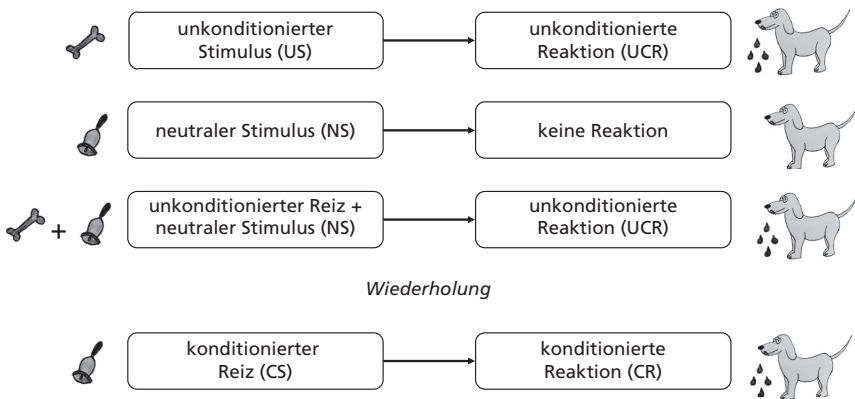 unkonditionierter
Stimulus (US)
unkonditionierte
Reaktion (UCR)
neutraler Stimulus (NS)
keine Reaktion
+
unkonditionierter Reiz +
neutraler Stimulus (NS)
unkonditionierte
Reaktion (UCR)
Wiederholung
konditionierter
Reiz (CS)
konditionierte
Reaktion (CR)